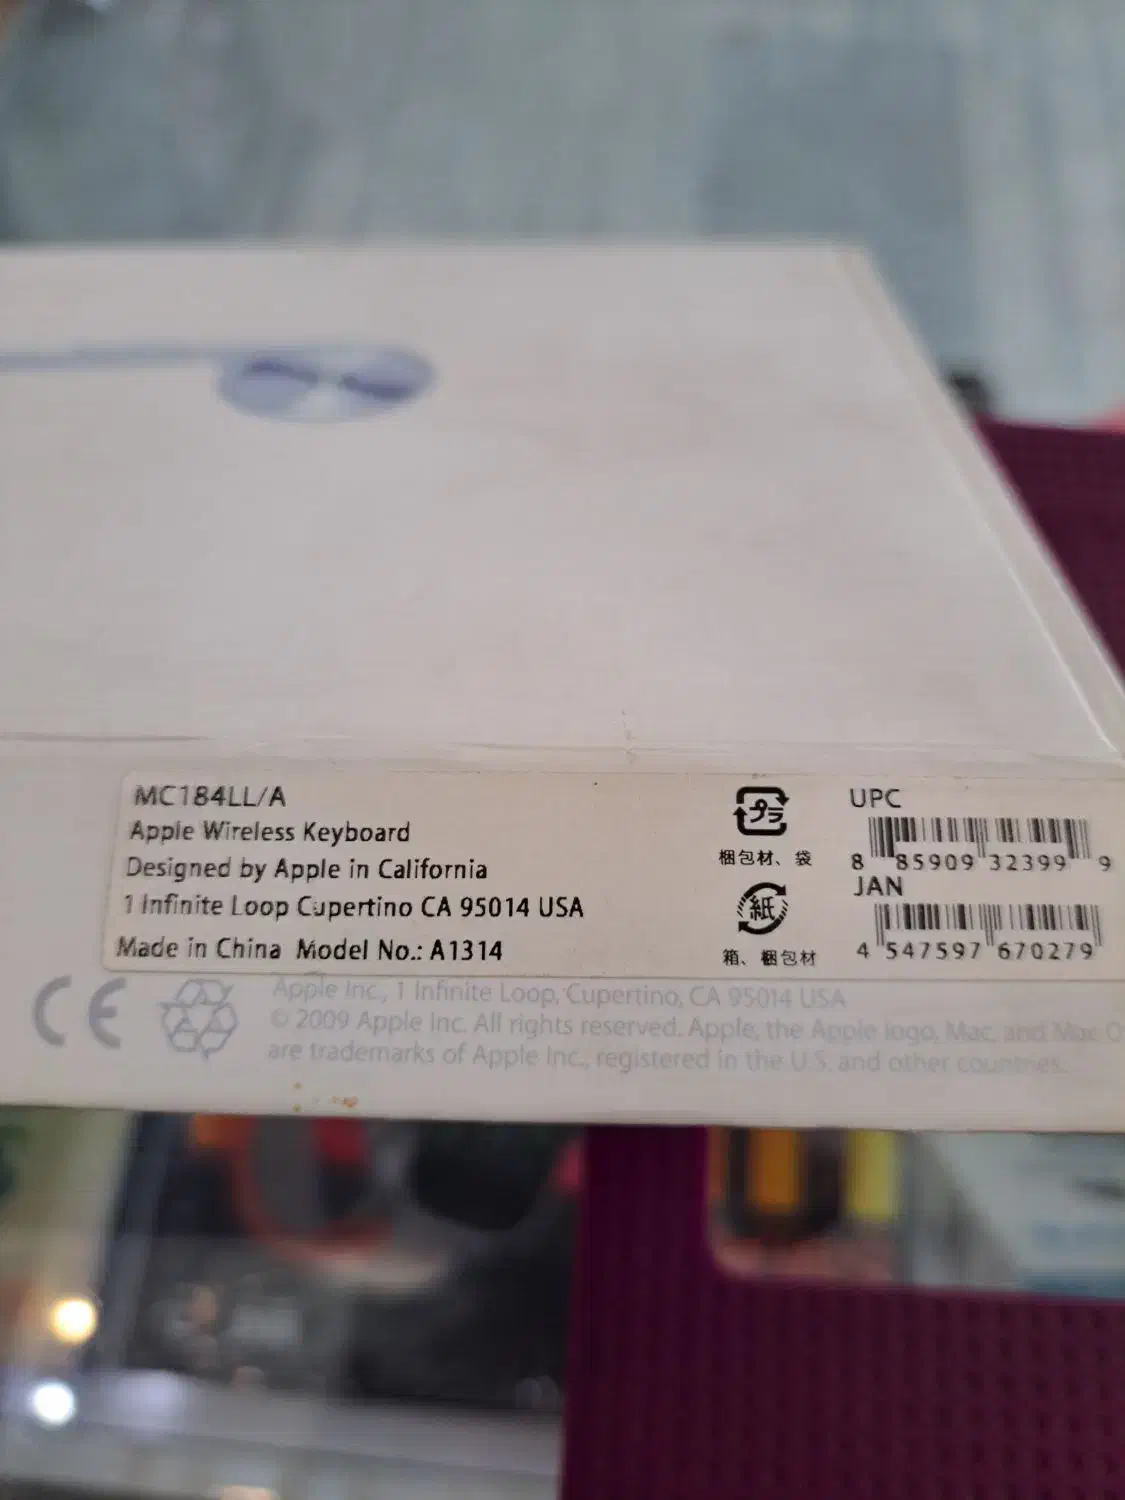 MC184LL/A
Apple Wireless Keyboard
Designed by Apple in California
1 Infinite Loop Cupertino CA 95014 USA
Made in China Model No.: A1314
プラ
梱包材、袋
紙
箱、梱包材
UPC
8 85909 32399 9
JAN
4 547597 670279
CE
Apple Inc., 1 Infinite Loop, Cupertino, CA 95014 USA
© 2009 Apple Inc. All rights reserved. Apple, the Apple logo, Mac, and Mac O
are trademarks of Apple Inc., registered in the U.S. and other countries.